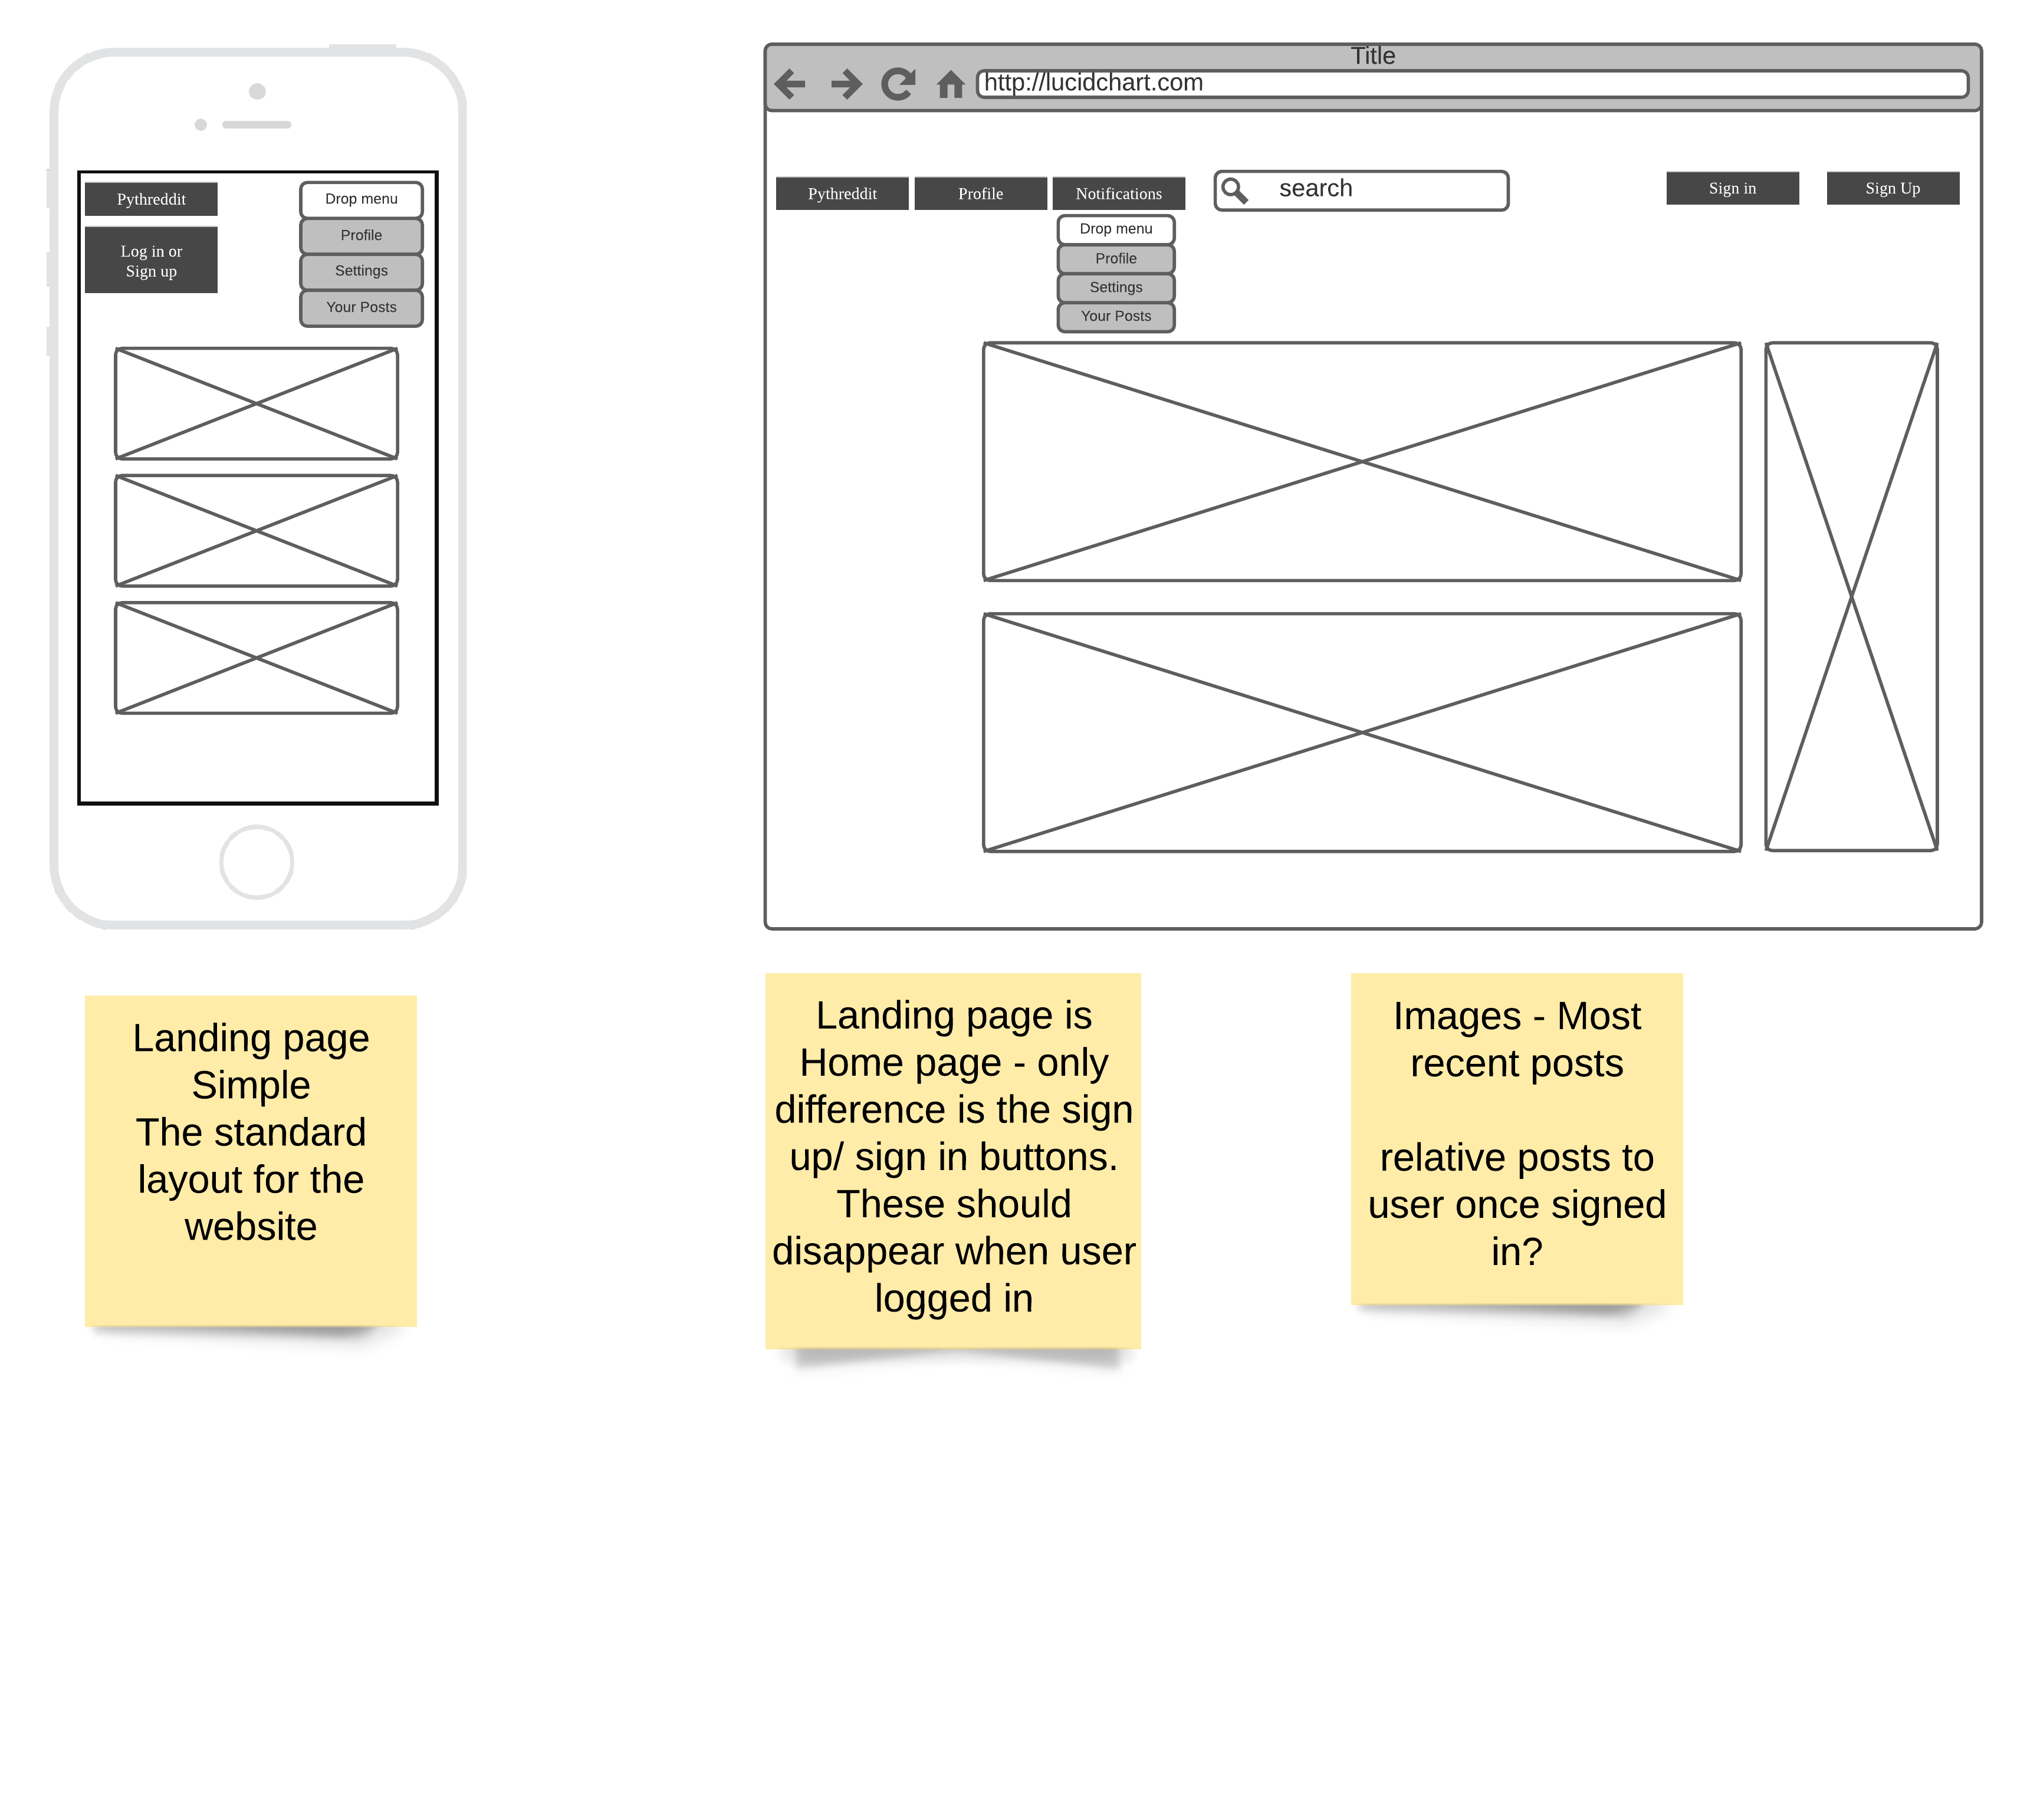 Pythreddit
Drop menu
Log in or
Sign up
Profile
Settings
Your Posts
Title
http://lucidchart.com
Pythreddit
Profile
Notifications
search
Sign in
Sign Up
Drop menu
Profile
Settings
Your Posts
Landing page
Simple
The standard
layout for the
website
Landing page is
Home page - only
difference is the sign
up/ sign in buttons.
These should
disappear when user
logged in
Images - Most
recent posts
relative posts to
user once signed
in?